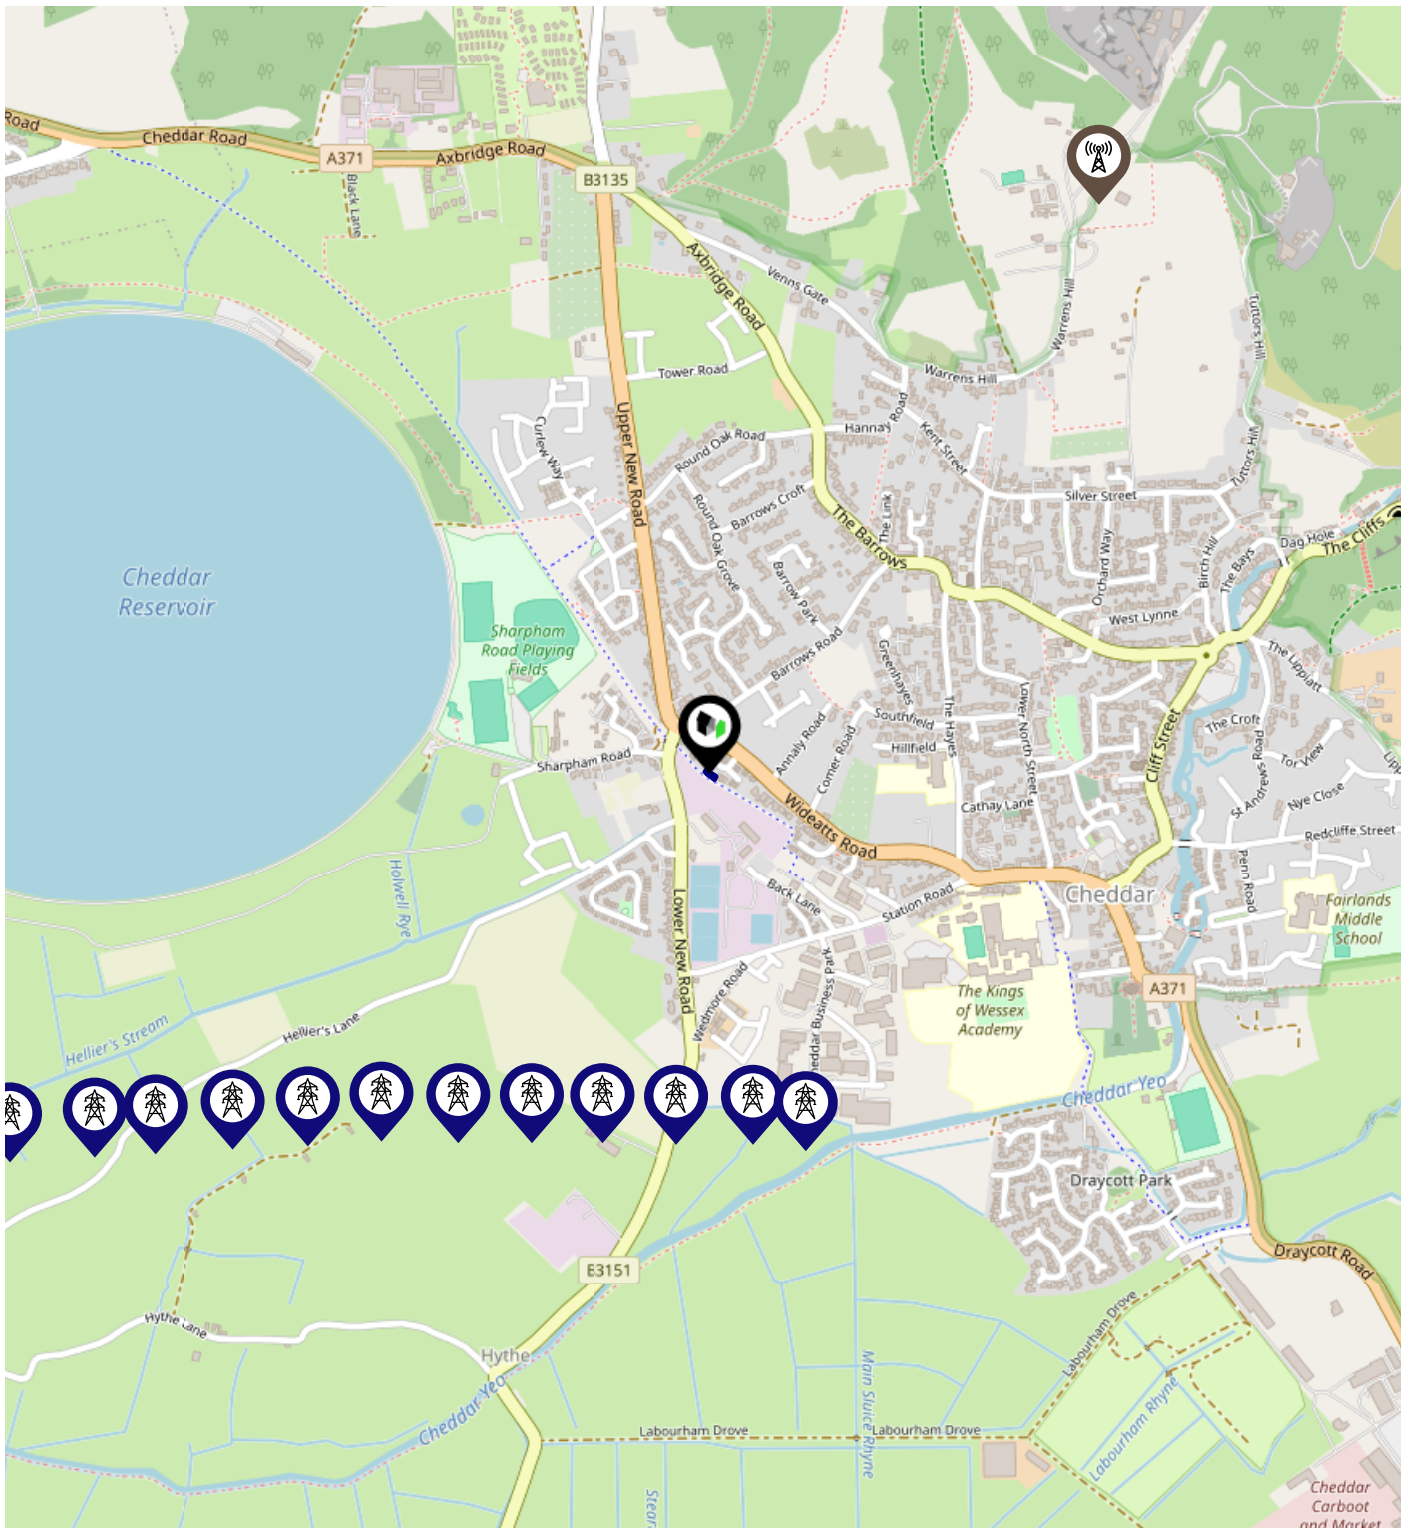 Road
Cheddar Road
A371
Axbridge Road
B3135
Black Lane
Axbridge Road
Venns Gate
Warrens Hill
Tuttors Hill
Tower Road
Warrens Hill
Upper New Road
Curlew Way
Round Oak Road
Hannay Road
Kent Street
Tuttors Hill
Silver Street
Round Oak Grove
Barrows Croft
The Link
The Barrows
Orchard Way
Birch Hill
The Bays
Dag Hole
The Cliffs
Cheddar
Reservoir
Barrow Park
West Lynne
Sharpham
Road Playing
Fields
Barrows Road
Greenhayes
The Lippiatt
The Hayes
Lower North Street
Southfield
Hillfield
The Croft
Annaly Road
Comer Road
Cliff Street
St Andrews Road
Tor View
Sharpham Road
Nye Close
Cathay Lane
Wideatts Road
Redcliffe Street
Holwell Rye
Lower New Road
Back Lane
Station Road
Cheddar
Penn Road
Fairlands
Middle
School
Wedmore Road
The Kings
of Wessex
Academy
A371
Hellier's Stream
Hellier's Lane
heddar Business Park
Cheddar Yeo
Draycott Park
E3151
Draycott Road
Hythe Lane
Hythe
Labourham Drove
Cheddar Yeo
Main Sluice Rhyne
Labourham Drove
Labourham Drove
Labourham Rhyne
Cheddar
Carboot
and Market